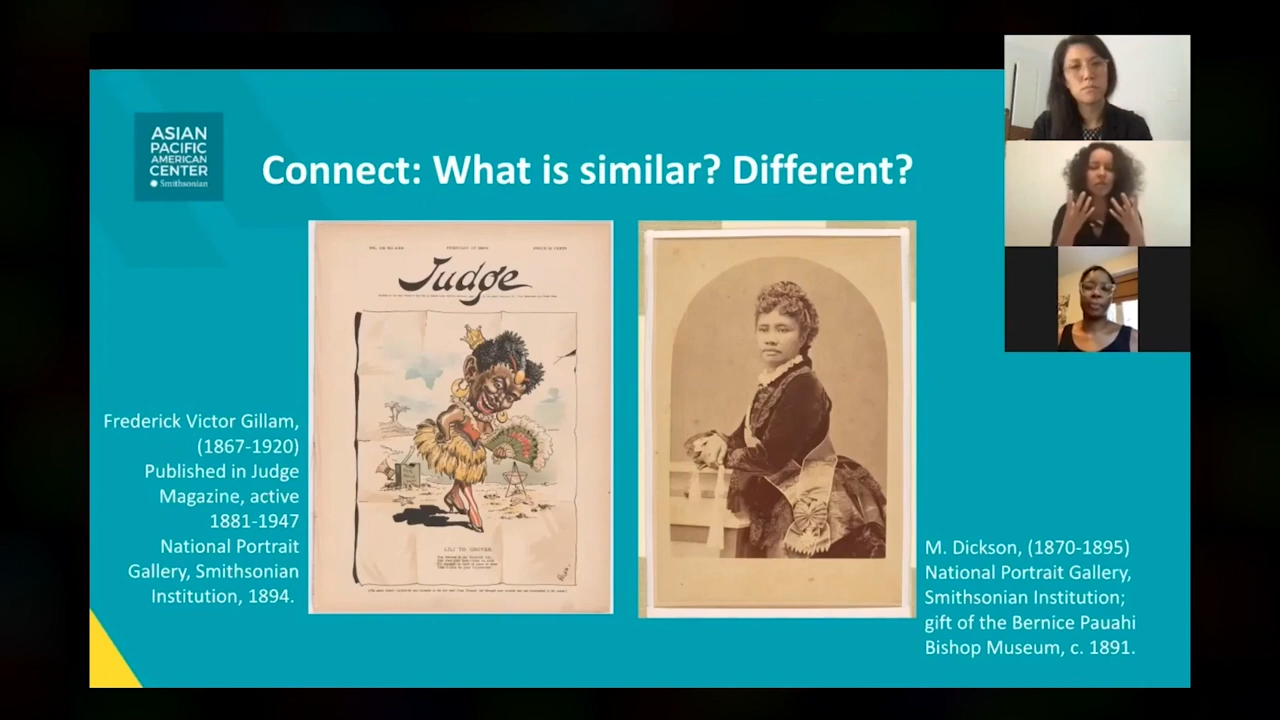 ASIAN
PACIFIC
AMERICAN
CENTER
Smithsonian
Connect: What is similar? Different?
Judge
LILI TO GROVER
Frederick Victor Gillam,
(1867-1920)
Published in Judge
Magazine, active
1881-1947
National Portrait
Gallery, Smithsonian
Institution, 1894.
M. Dickson, (1870-1895)
National Portrait Gallery,
Smithsonian Institution;
gift of the Bernice Pauahi
Bishop Museum, c. 1891.